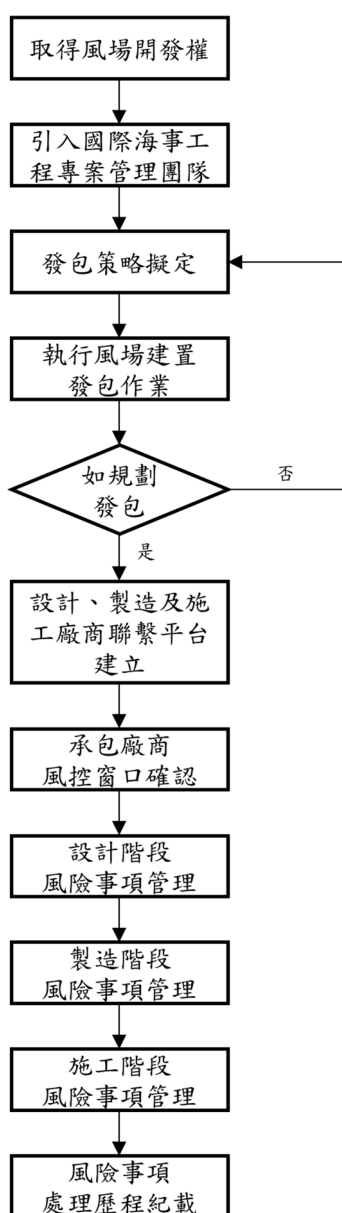 取得風場開發權
引入國際海事工
程專案管理團隊
發包策略擬定
執行風場建置
發包作業
如規劃
發包
否
是
設計、製造及施
工廠商聯繫平台
建立
承包廠商
風控窗口確認
設計階段
風險事項管理
製造階段
風險事項管理
施工階段
風險事項管理
風險事項
處理歷程紀載